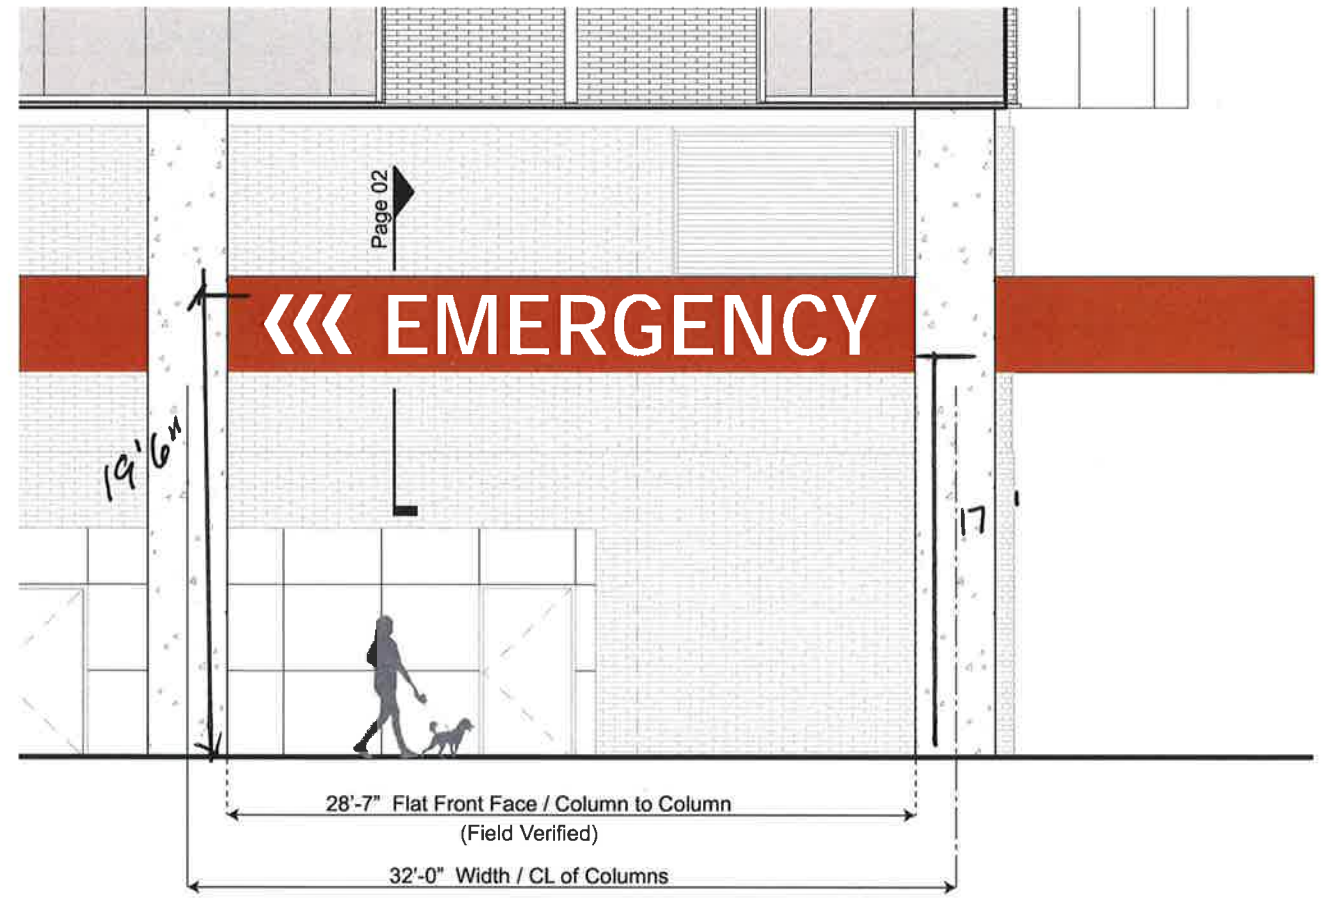 Page 02
««« EMERGENCY
19'6"
17'
28'-7" Flat Front Face / Column to Column
(Field Verified)
32'-0" Width / CL of Columns